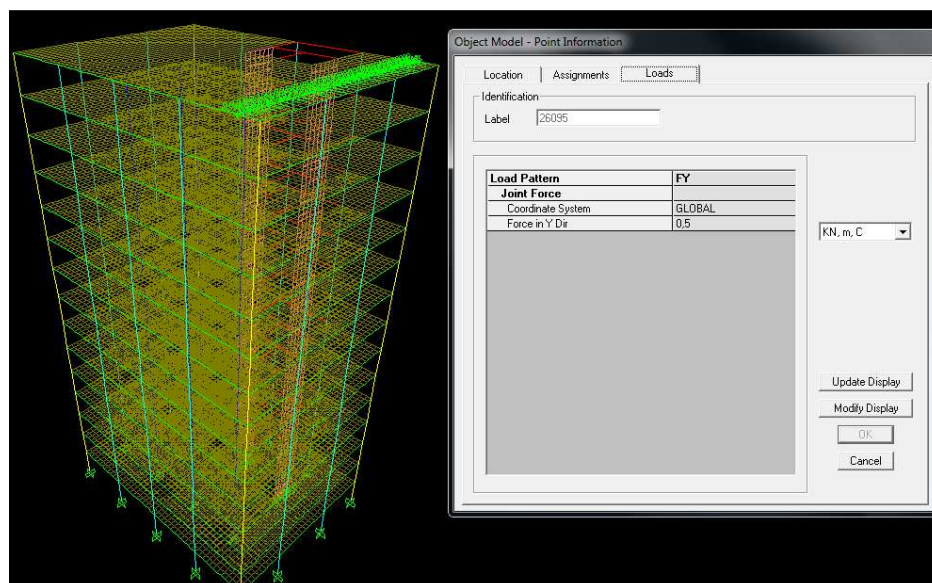 Object Model - Point Information
Location Assignments Loads
Identification
Label 26095
Load Pattern FY
Joint Force
Coordinate System GLOBAL
Force in Y Dir 0,5
KN, m, C
Update Display
Modify Display
OK
Cancel